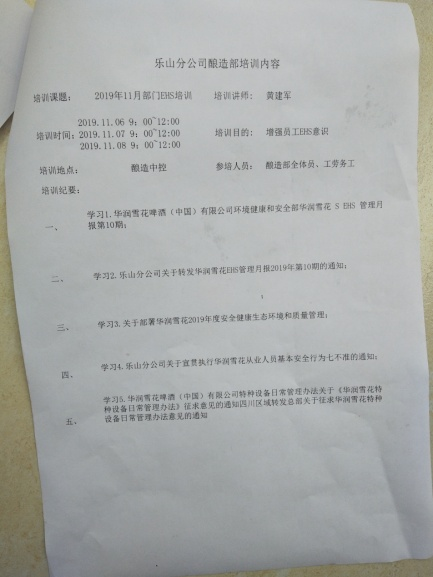 乐山分公司酿造部培训内容
培训课题： 2019年11月部门EHS培训 培训讲师： 黄建军
2019.11.06 9：00~12:00
培训时间：2019.11.07 9：00~12:00 培训目的： 增强员工EHS意识
2019.11.08 9：00~12:00
培训地点： 酿造中控 参培人员： 酿造部全体员、工劳务工
培训纪要：
一、 学习1.华润雪花啤酒（中国）有限公司环境健康和安全部华润雪花 S EHS 管理月
报第10期；
二、 学习2.乐山分公司关于转发华润雪花EHS管理月报2019年第10期的通知；
三、 学习3.关于部署华润雪花2019年度安全健康生态环境和质量管理；
四、 学习4.乐山分公司关于宣贯执行华润雪花从业人员基本安全行为七不准的通知；
五、 学习5.华润雪花啤酒（中国）有限公司特种设备日常管理办法关于《华润雪花特
种设备日常管理办法》征求意见的通知四川区域转发总部关于征求华润雪花特种
设备日常管理办法意见的通知